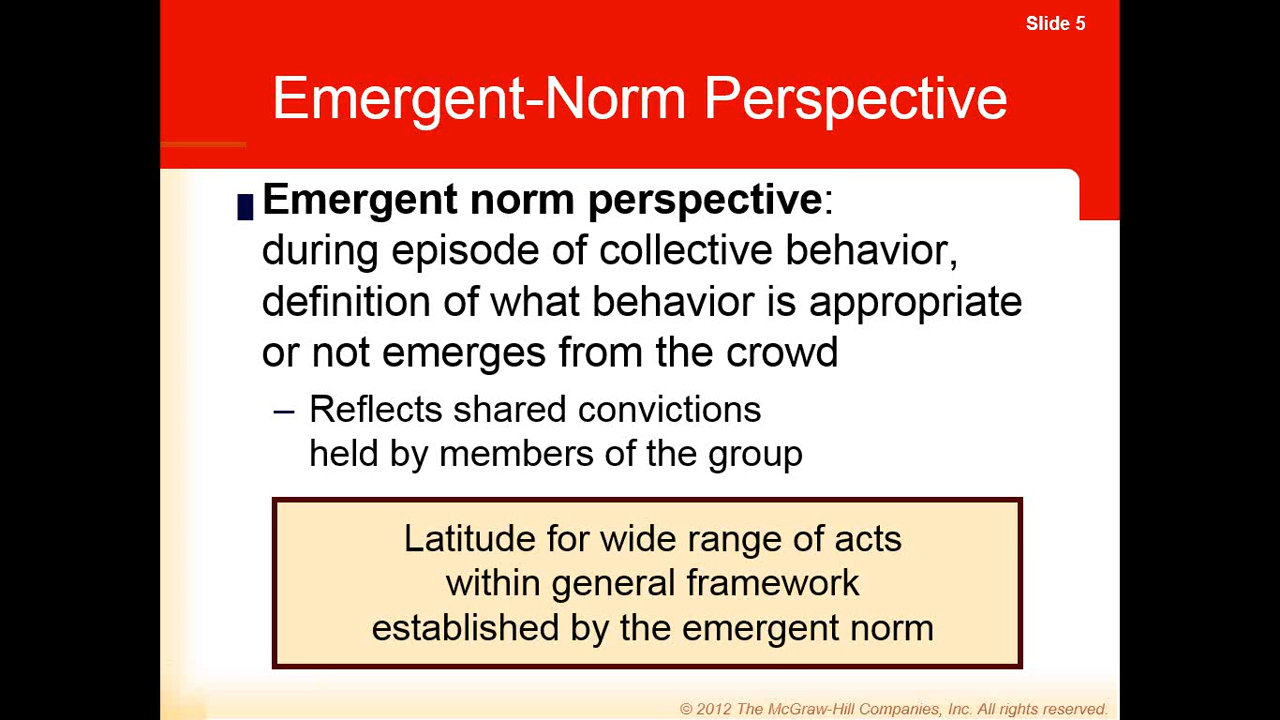 Slide 5
Emergent-Norm Perspective
Emergent norm perspective:
during episode of collective behavior,
definition of what behavior is appropriate
or not emerges from the crowd
– Reflects shared convictions
held by members of the group
Latitude for wide range of acts
within general framework
established by the emergent norm
© 2012 The McGraw-Hill Companies, Inc. All rights reserved.